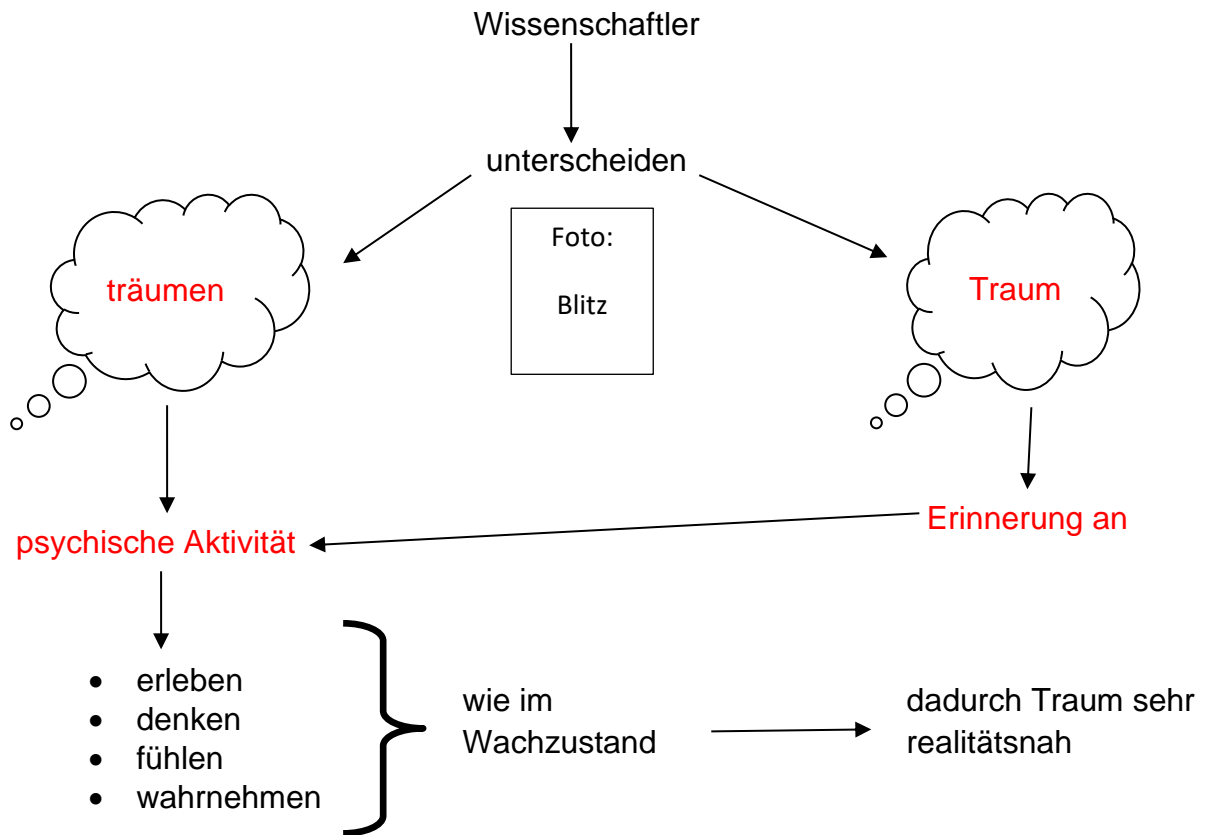 Wissenschaftler
unterscheiden
träumen
Foto:
Blitz
Traum
psychische Aktivität
Erinnerung an
• erleben
• denken
• fühlen
• wahrnehmen
wie im
Wachzustand
dadurch Traum sehr
realitätsnah